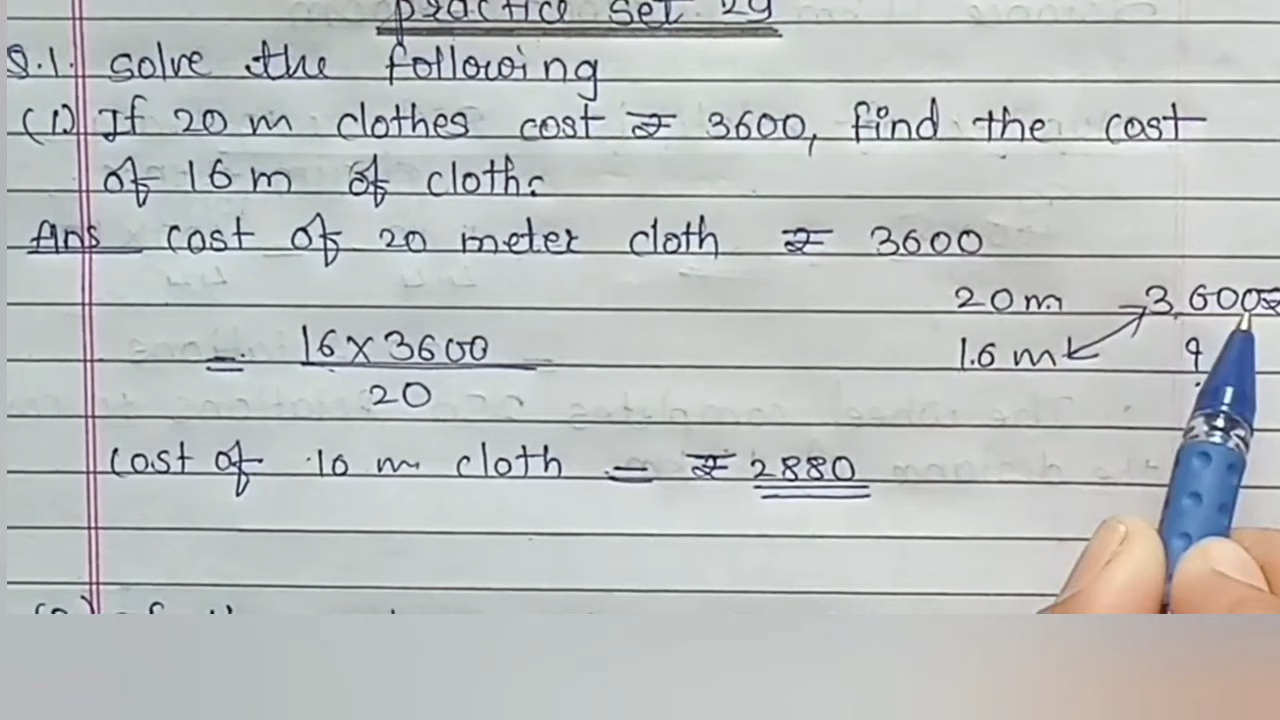 practice set 29
Q.1. solve the following
(1) If 20 m clothes cost ₹ 3600, find the cost
of 16 m of cloth.
Ans cost of 20 meter cloth ₹ 3600
20 m 3600₹
= 16 x 3600 / 20
16 m ?
cost of 16 m cloth = ₹ 2880